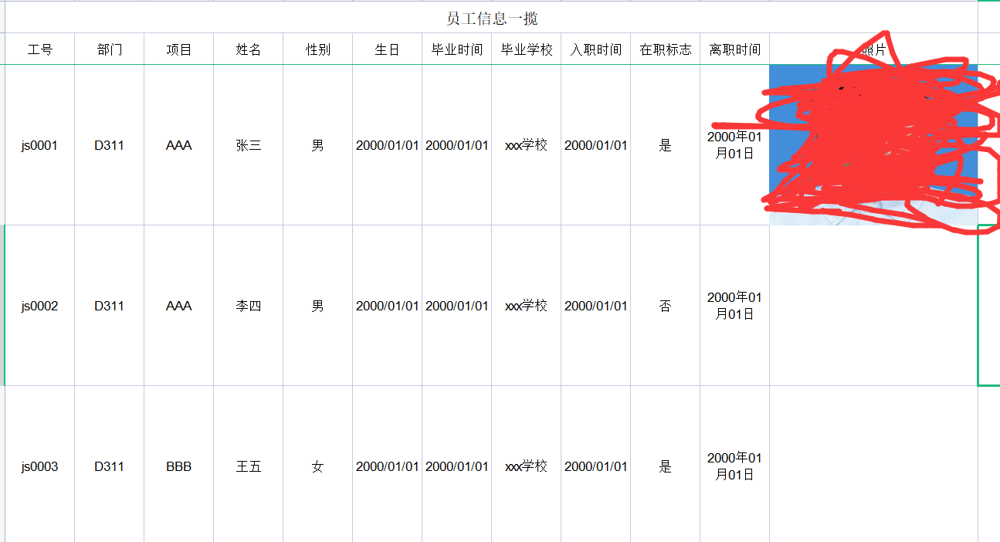 员工信息一揽
工号 部门 项目 姓名 性别 生日 毕业时间 毕业学校 入职时间 在职标志 离职时间 照片
js0001 D311 AAA 张三 男 2000/01/01 2000/01/01 xxx学校 2000/01/01 是 2000年01
月01日
js0002 D311 AAA 李四 男 2000/01/01 2000/01/01 xxx学校 2000/01/01 否 2000年01
月01日
js0003 D311 BBB 王五 女 2000/01/01 2000/01/01 xxx学校 2000/01/01 是 2000年01
月01日